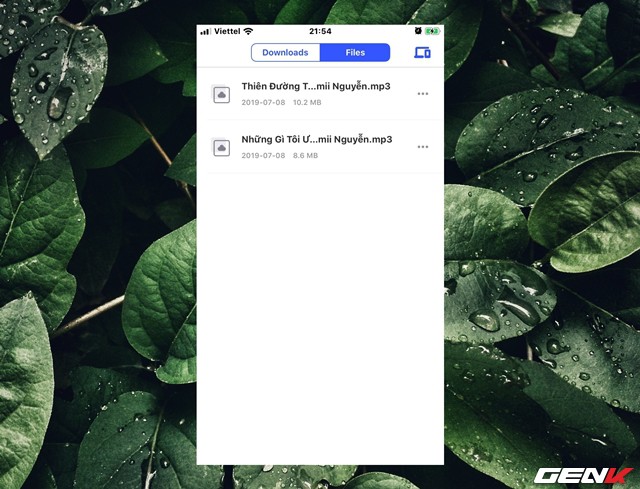 Viettel 21:54
Downloads Files
Thiên Đường T...mii Nguyễn.mp3
2019-07-08 10.2 MB
Những Gì Tôi Ư...mii Nguyễn.mp3
2019-07-08 8.6 MB
GENK